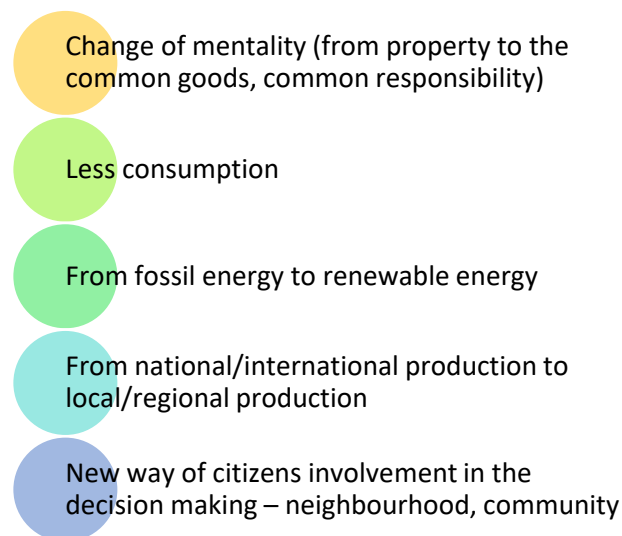 Change of mentality (from property to the
common goods, common responsibility)
Less consumption
From fossil energy to renewable energy
From national/international production to
local/regional production
New way of citizens involvement in the
decision making – neighbourhood, community